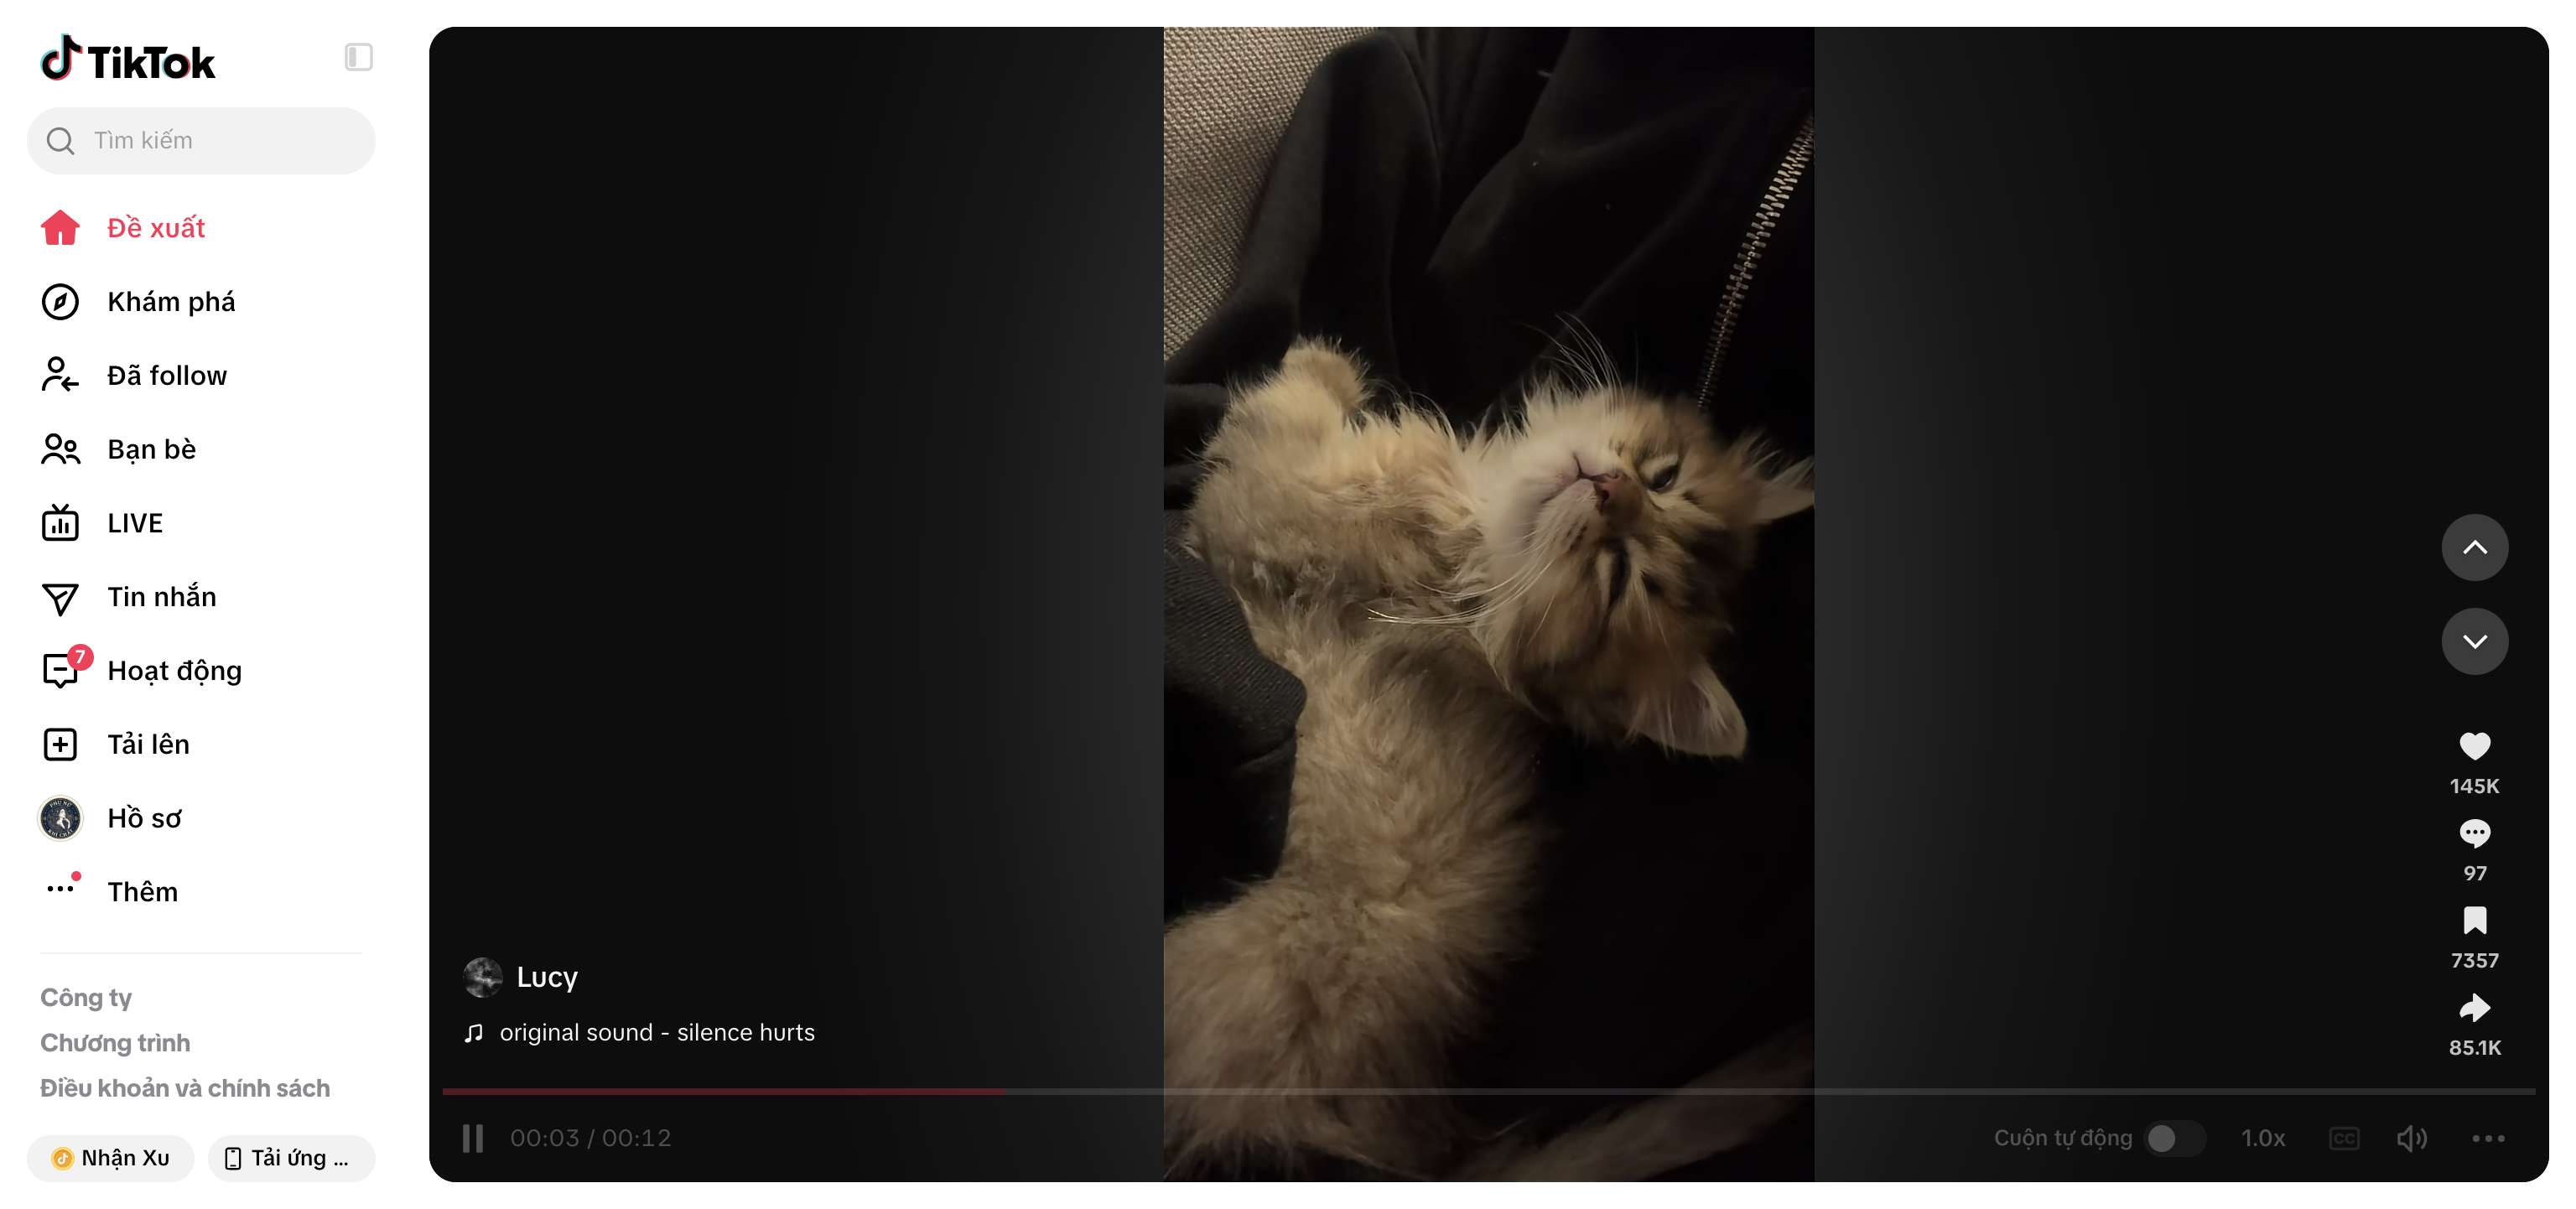 TikTok
Tìm kiếm
Đề xuất
Khám phá
Đã follow
Bạn bè
LIVE
Tin nhắn
7
Hoạt động
Tải lên
Hồ sơ
Thêm
Công ty
Chương trình
Điều khoản và chính sách
Nhận Xu
Tải ứng ...
145K
97
7357
85.1K
Lucy
original sound - silence hurts
00:03 / 00:12
Cuộn tự động
1.0x
CC